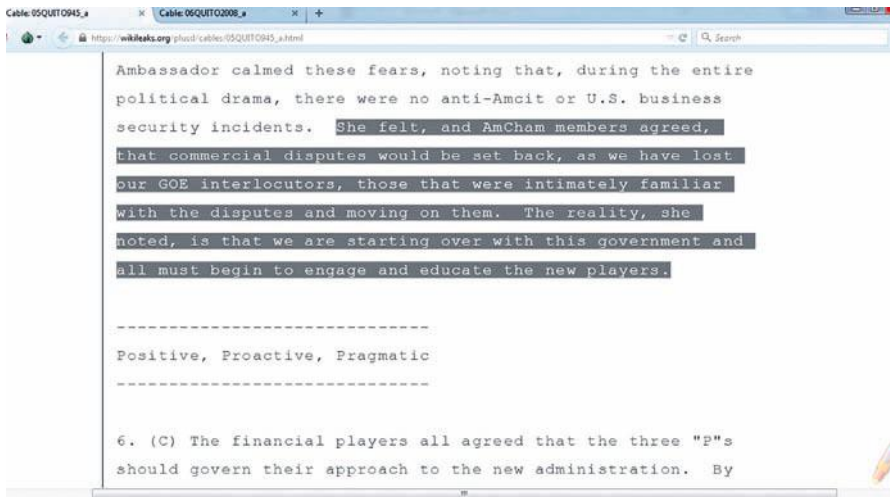 Cable: 05QUITO945_a × Cable: 06QUITO2008_a × +
https://wikileaks.org/plusd/cables/05QUITO945_a.html Search
Ambassador calmed these fears, noting that, during the entire
political drama, there were no anti-Amcit or U.S. business
security incidents. She felt, and AmCham members agreed,
that commercial disputes would be set back, as we have lost
our GOE interlocutors, those that were intimately familiar
with the disputes and moving on them. The reality, she
noted, is that we are starting over with this government and
all must begin to engage and educate the new players.
------------------------------
Positive, Proactive, Pragmatic
------------------------------
6. (C) The financial players all agreed that the three "P"s
should govern their approach to the new administration. By